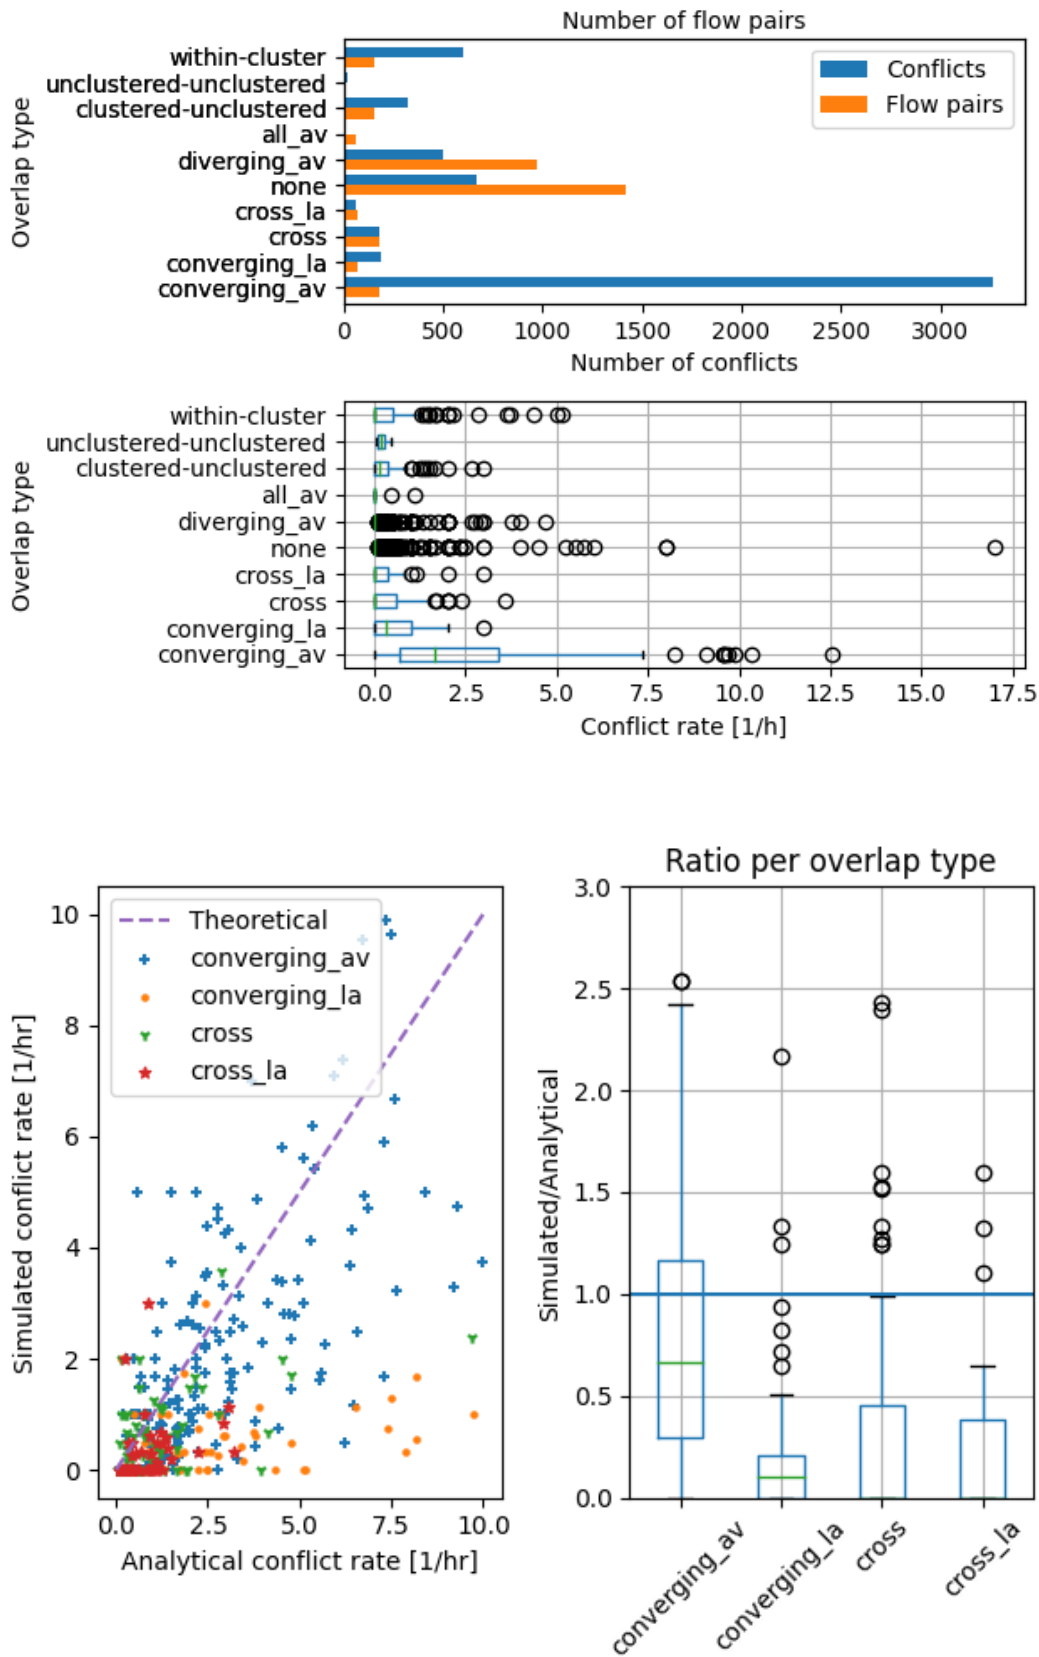 Number of flow pairs
Overlap type
within-cluster
unclustered-unclustered
clustered-unclustered
all_av
diverging_av
none
cross_la
cross
converging_la
converging_av
Conflicts
Flow pairs
0 500 1000 1500 2000 2500 3000
Number of conflicts
Overlap type
within-cluster
unclustered-unclustered
clustered-unclustered
all_av
diverging_av
none
cross_la
cross
converging_la
converging_av
0.0 2.5 5.0 7.5 10.0 12.5 15.0 17.5
Conflict rate [1/h]
Simulated conflict rate [1/hr]
10
8
6
4
2
0
Theoretical
converging_av
converging_la
cross
cross_la
0.0 2.5 5.0 7.5 10.0
Analytical conflict rate [1/hr]
Ratio per overlap type
Simulated/Analytical
3.0
2.5
2.0
1.5
1.0
0.5
0.0
converging_av
converging_la
cross
cross_la